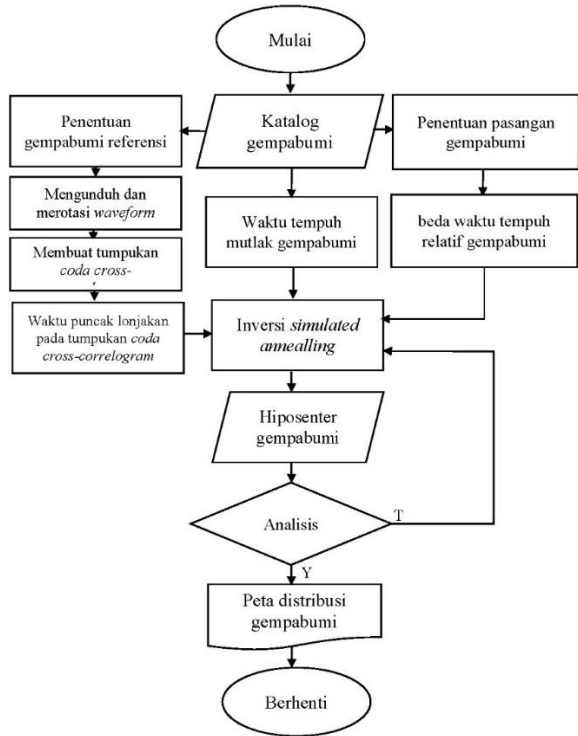 Mulai
Penentuan
gempabumi referensi
Katalog
gempabumi
Penentuan pasangan
gempabumi
Mengunduh dan
merotasi waveform
Waktu tempuh
mutlak gempabumi
beda waktu tempuh
relatif gempabumi
Membuat tumpukan
coda cross-
Waktu puncak lonjakan
pada tumpukan coda
cross-correlogram
Inversi simulated
annealling
Hiposenter
gempabumi
Analisis
T
Y
Peta distribusi
gempabumi
Berhenti